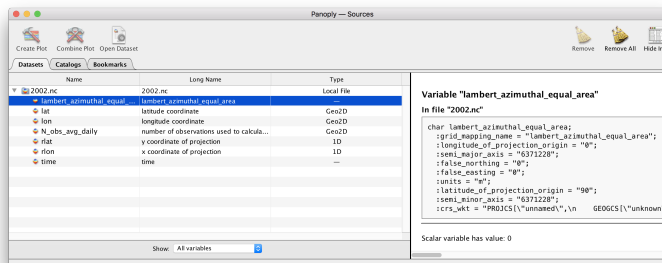 Panoply — Sources
Create Plot Combine Plot Open Dataset Remove Remove All Hide In
Datasets Catalogs Bookmarks
Name Long Name Type
2002.nc 2002.nc Local File
lambert_azimuthal_equal_... lambert_azimuthal_equal_area —
lat latitude coordinate Geo2D
lon longitude coordinate Geo2D
N_obs_avg_daily number of observations used to calcula... Geo2D
rlat y coordinate of projection 1D
rlon x coordinate of projection 1D
time time —
Show: All variables
Variable "lambert_azimuthal_equal_area"
In file "2002.nc"
char lambert_azimuthal_equal_area;
:grid_mapping_name = "lambert_azimuthal_equal_area";
:longitude_of_projection_origin = "0";
:semi_major_axis = "6371228";
:false_northing = "0";
:false_easting = "0";
:units = "m";
:latitude_of_projection_origin = "90";
:semi_minor_axis = "6371228";
:crs_wkt = "PROJCS[\"unnamed\",\n GEOGCS[\"unknown
Scalar variable has value: 0